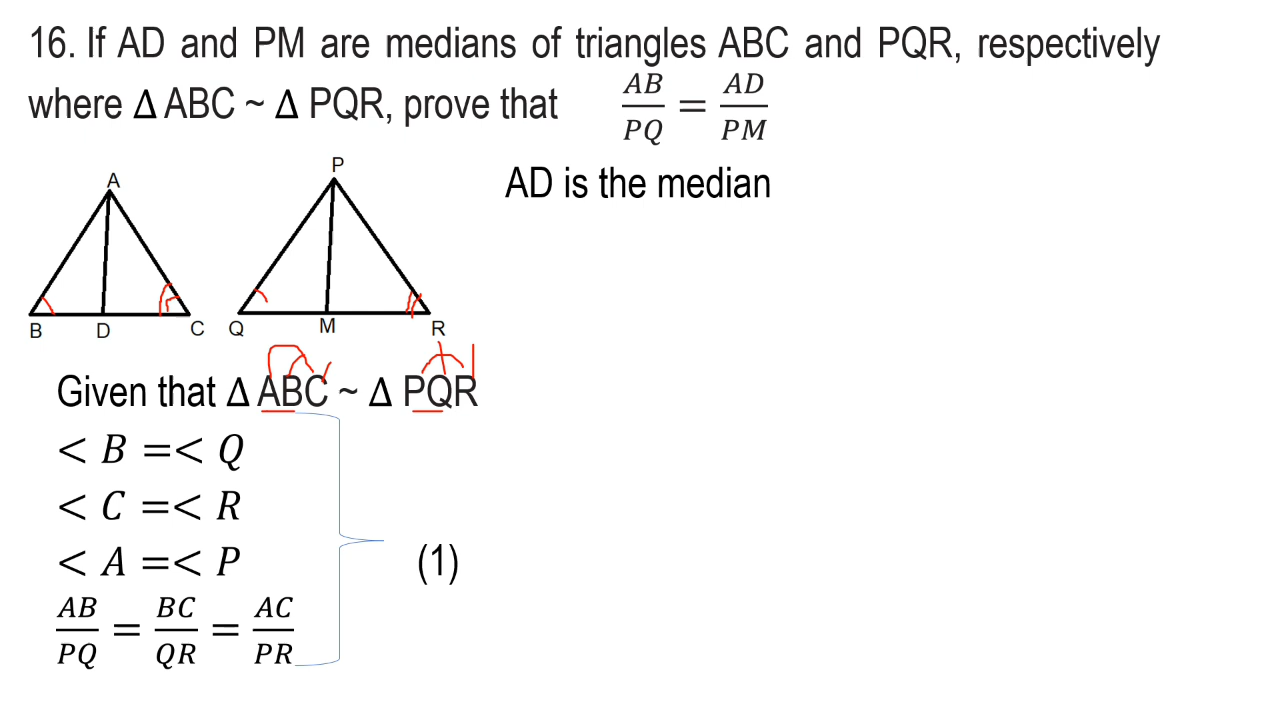 16. If AD and PM are medians of triangles ABC and PQR, respectively
where Δ ABC ~ Δ PQR, prove that AB/PQ = AD/PM
A
P
AD is the median
B D C Q M R
Given that Δ ABC ~ Δ PQR
< B =< Q
< C =< R
< A =< P
(1)
AB/PQ = BC/QR = AC/PR